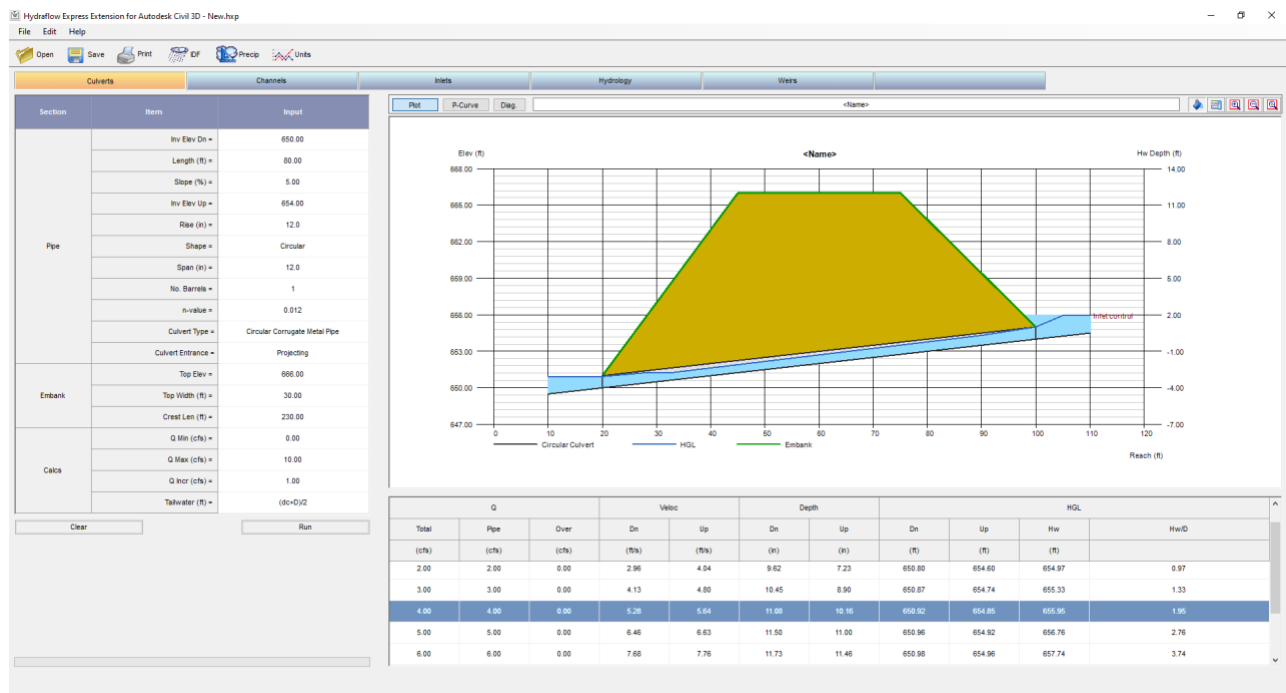 Hydraflow Express Extension for Autodesk Civil 3D - New.hxp
File Edit Help
Open Save Print IDF Precip Units
Culverts Channels Inlets Hydrology Weirs
Section Item Input
Pipe
Inv Elev Dn = 650.00
Length (ft) = 80.00
Slope (%) = 5.00
Inv Elev Up = 654.00
Rise (in) = 12.0
Shape = Circular
Span (in) = 12.0
No. Barrels = 1
n-value = 0.012
Culvert Type = Circular Corrugate Metal Pipe
Culvert Entrance = Projecting
Embank
Top Elev = 666.00
Top Width (ft) = 30.00
Crest Len (ft) = 230.00
Calcs
Q Min (cfs) = 0.00
Q Max (cfs) = 10.00
Q Incr (cfs) = 1.00
Tailwater (ft) = (dc+D)/2
Clear Run
Plot P-Curve Diag. <Name>
Elev (ft) <Name> Hw Depth (ft)
668.00 14.00
665.00 11.00
662.00 8.00
659.00 5.00
656.00 2.00
Inlet control
653.00 -1.00
650.00 -4.00
647.00 -7.00
0 10 20 30 40 50 60 70 80 90 100 110 120
Circular Culvert HGL Embank
Reach (ft)
Q Veloc Depth HGL
Total Pipe Over Dn Up Dn Up Dn Up Hw Hw/D
(cfs) (cfs) (cfs) (ft/s) (ft/s) (in) (in) (ft) (ft) (ft)
2.00 2.00 0.00 2.96 4.04 9.62 7.23 650.80 654.60 654.97 0.97
3.00 3.00 0.00 4.13 4.80 10.45 8.90 650.87 654.74 655.33 1.33
4.00 4.00 0.00 5.28 5.64 11.08 10.16 650.92 654.85 655.95 1.95
5.00 5.00 0.00 6.46 6.63 11.50 11.00 650.96 654.92 656.76 2.76
6.00 6.00 0.00 7.68 7.76 11.73 11.46 650.98 654.96 657.74 3.74